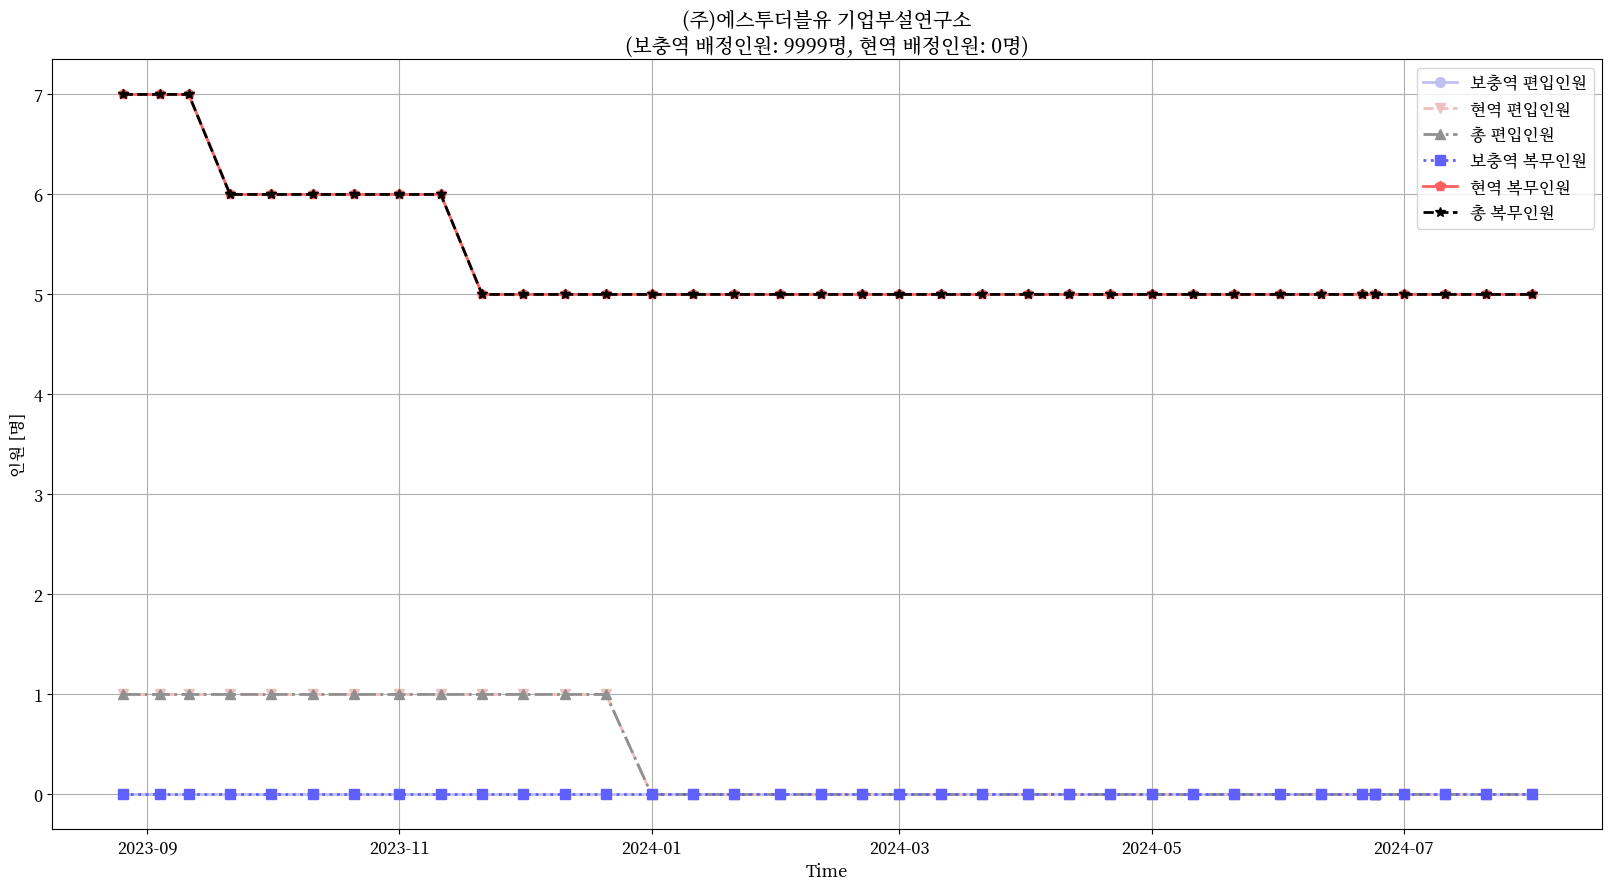 (주)에스투더블유 기업부설연구소
(보충역 배정인원: 9999명, 현역 배정인원: 0명)
보충역 편입인원
현역 편입인원
총 편입인원
보충역 복무인원
현역 복무인원
총 복무인원
인원 [명]
7
6
5
4
3
2
1
0
2023-09
2023-11
2024-01
2024-03
2024-05
2024-07
Time